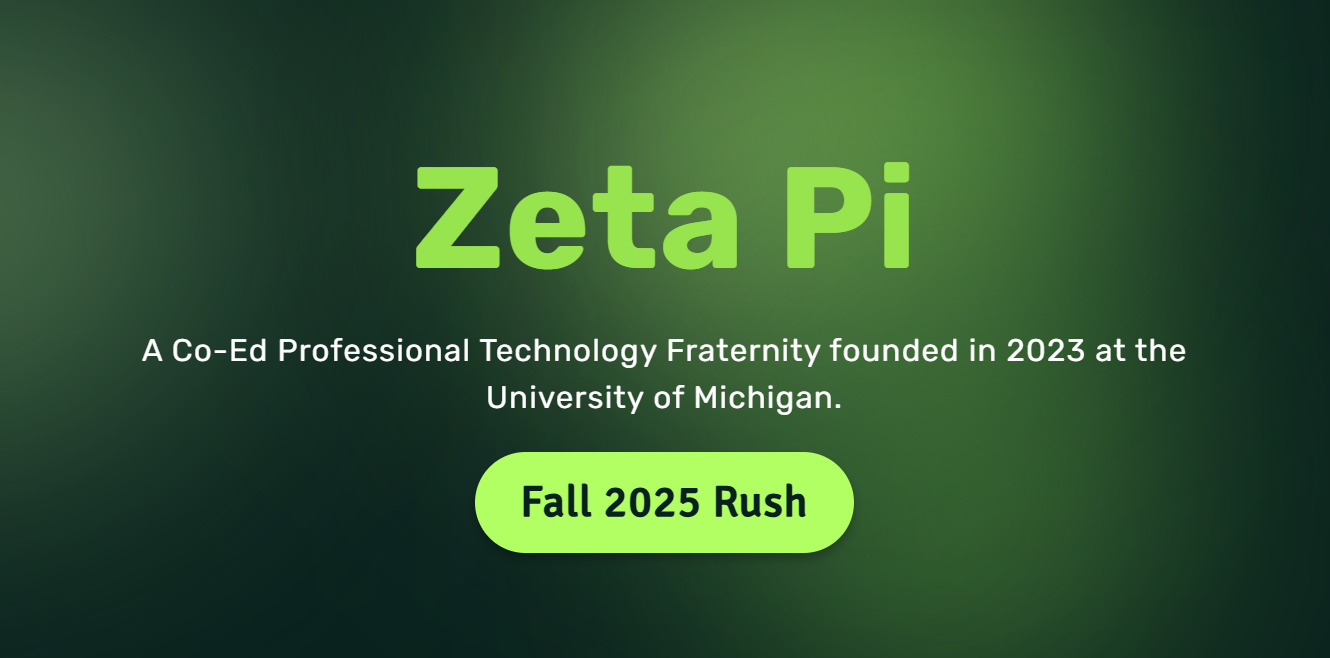 Zeta Pi
A Co-Ed Professional Technology Fraternity founded in 2023 at the
University of Michigan.
Fall 2025 Rush